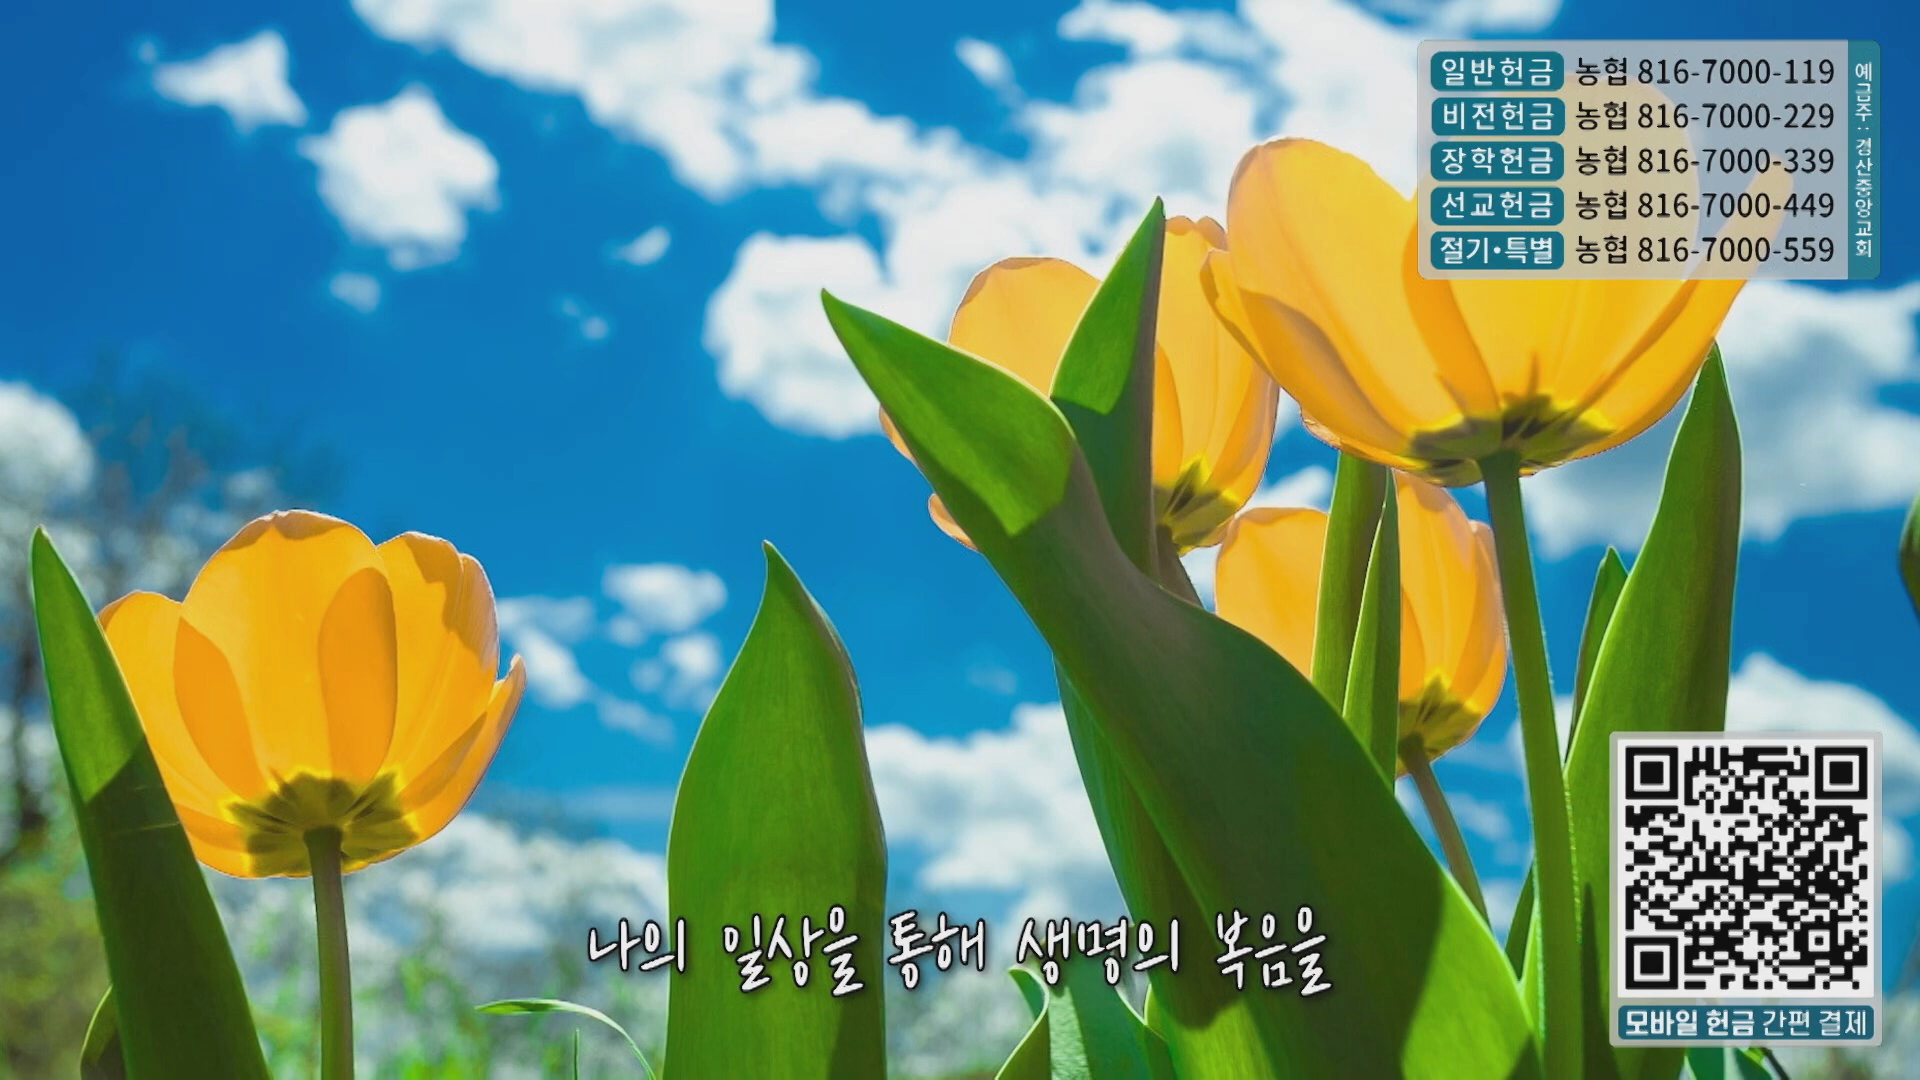 일반헌금 농협 816-7000-119
비전헌금 농협 816-7000-229
장학헌금 농협 816-7000-339
선교헌금 농협 816-7000-449
절기•특별 농협 816-7000-559
예금주 : 경산중앙교회
나의 일상을 통해 생명의 복음을
모바일 헌금 간편 결제